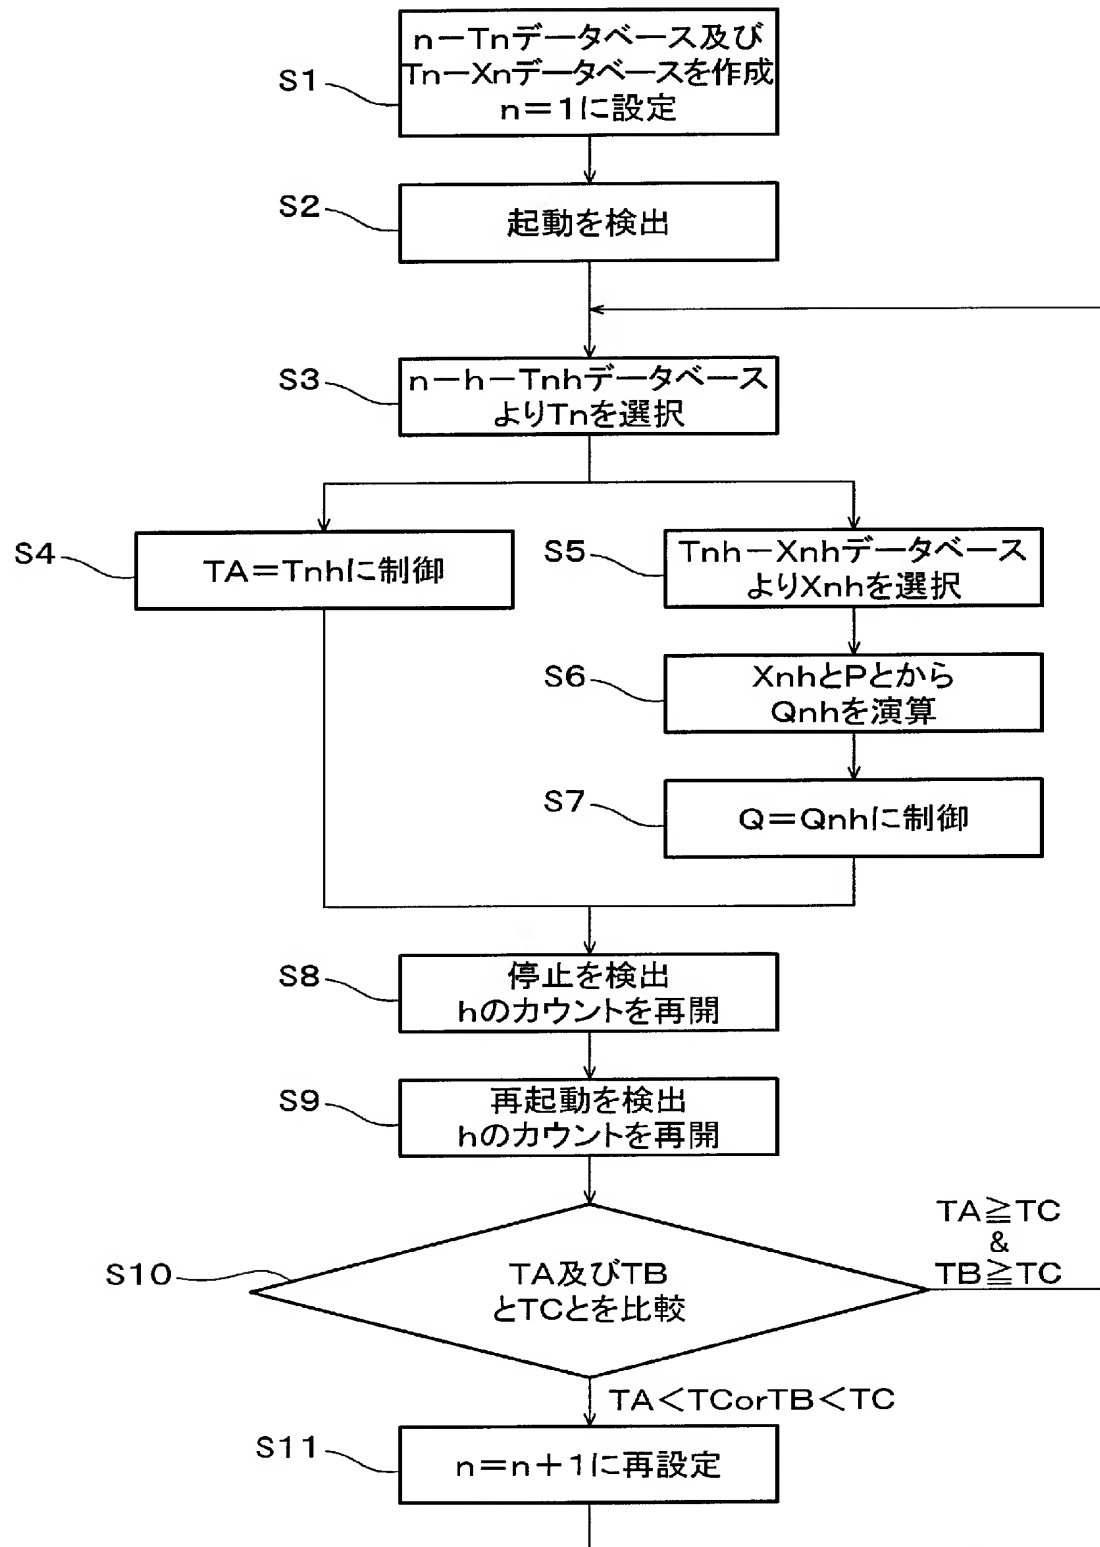 S1
n－Tnデータベース及び
Tn－Xnデータベースを作成
n＝1に設定
S2
起動を検出
S3
n－h－Tnhデータベース
よりTnを選択
S4
TA＝Tnhに制御
S5
Tnh－Xnhデータベース
よりXnhを選択
S6
XnhとPとから
Qnhを演算
S7
Q＝Qnhに制御
S8
停止を検出
hのカウントを再開
S9
再起動を検出
hのカウントを再開
S10
TA及びTB
とTCとを比較
TA≧TC
&
TB≧TC
TA＜TCorTB＜TC
S11
n＝n＋1に再設定